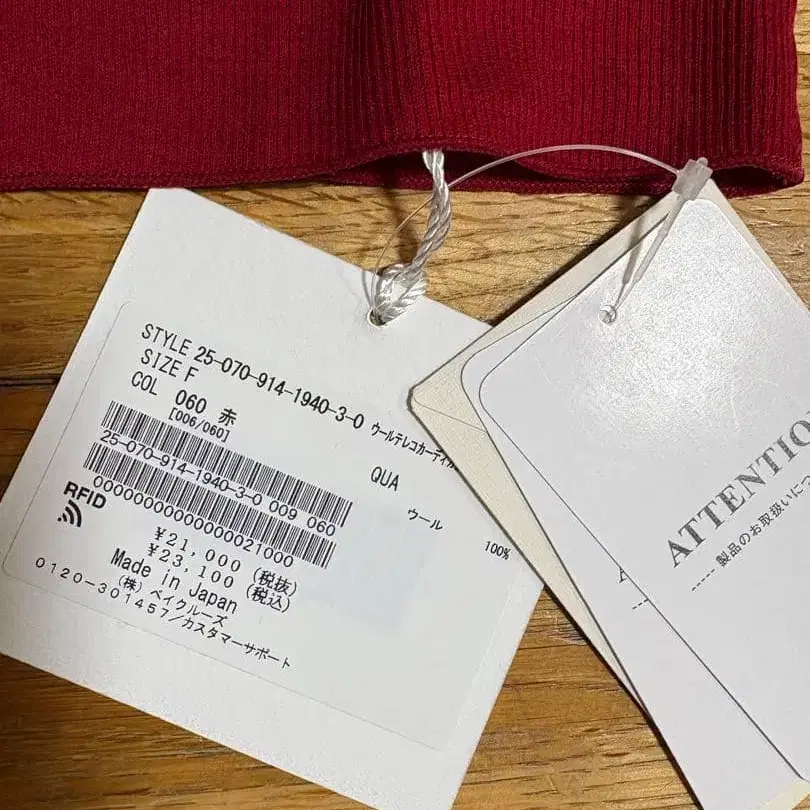 STYLE 25-070-914-1940-3-0 ウールテレコカーディガ
SIZE F
COL 060 赤
[006/060]
QUA
ウール 100%
25-070-914-1940-3-0 009 060
00000000000000021000
RFID
¥21,000 (税抜)
¥23,100 (税込)
Made in Japan
(株) ベイクルーズ
0120-301457/カスタマーサポート
ATTENTIO
----- 製品のお取扱いにつ